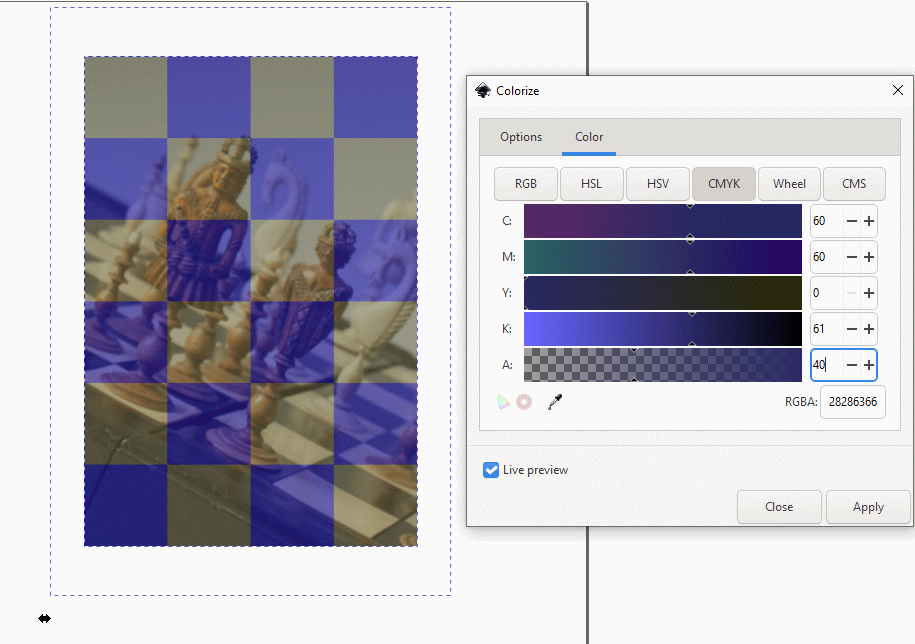 Colorize
Options Color
RGB HSL HSV CMYK Wheel CMS
C: 60
M: 60
Y: 0
K: 61
A: 40
RGBA: 28286366
Live preview
Close Apply